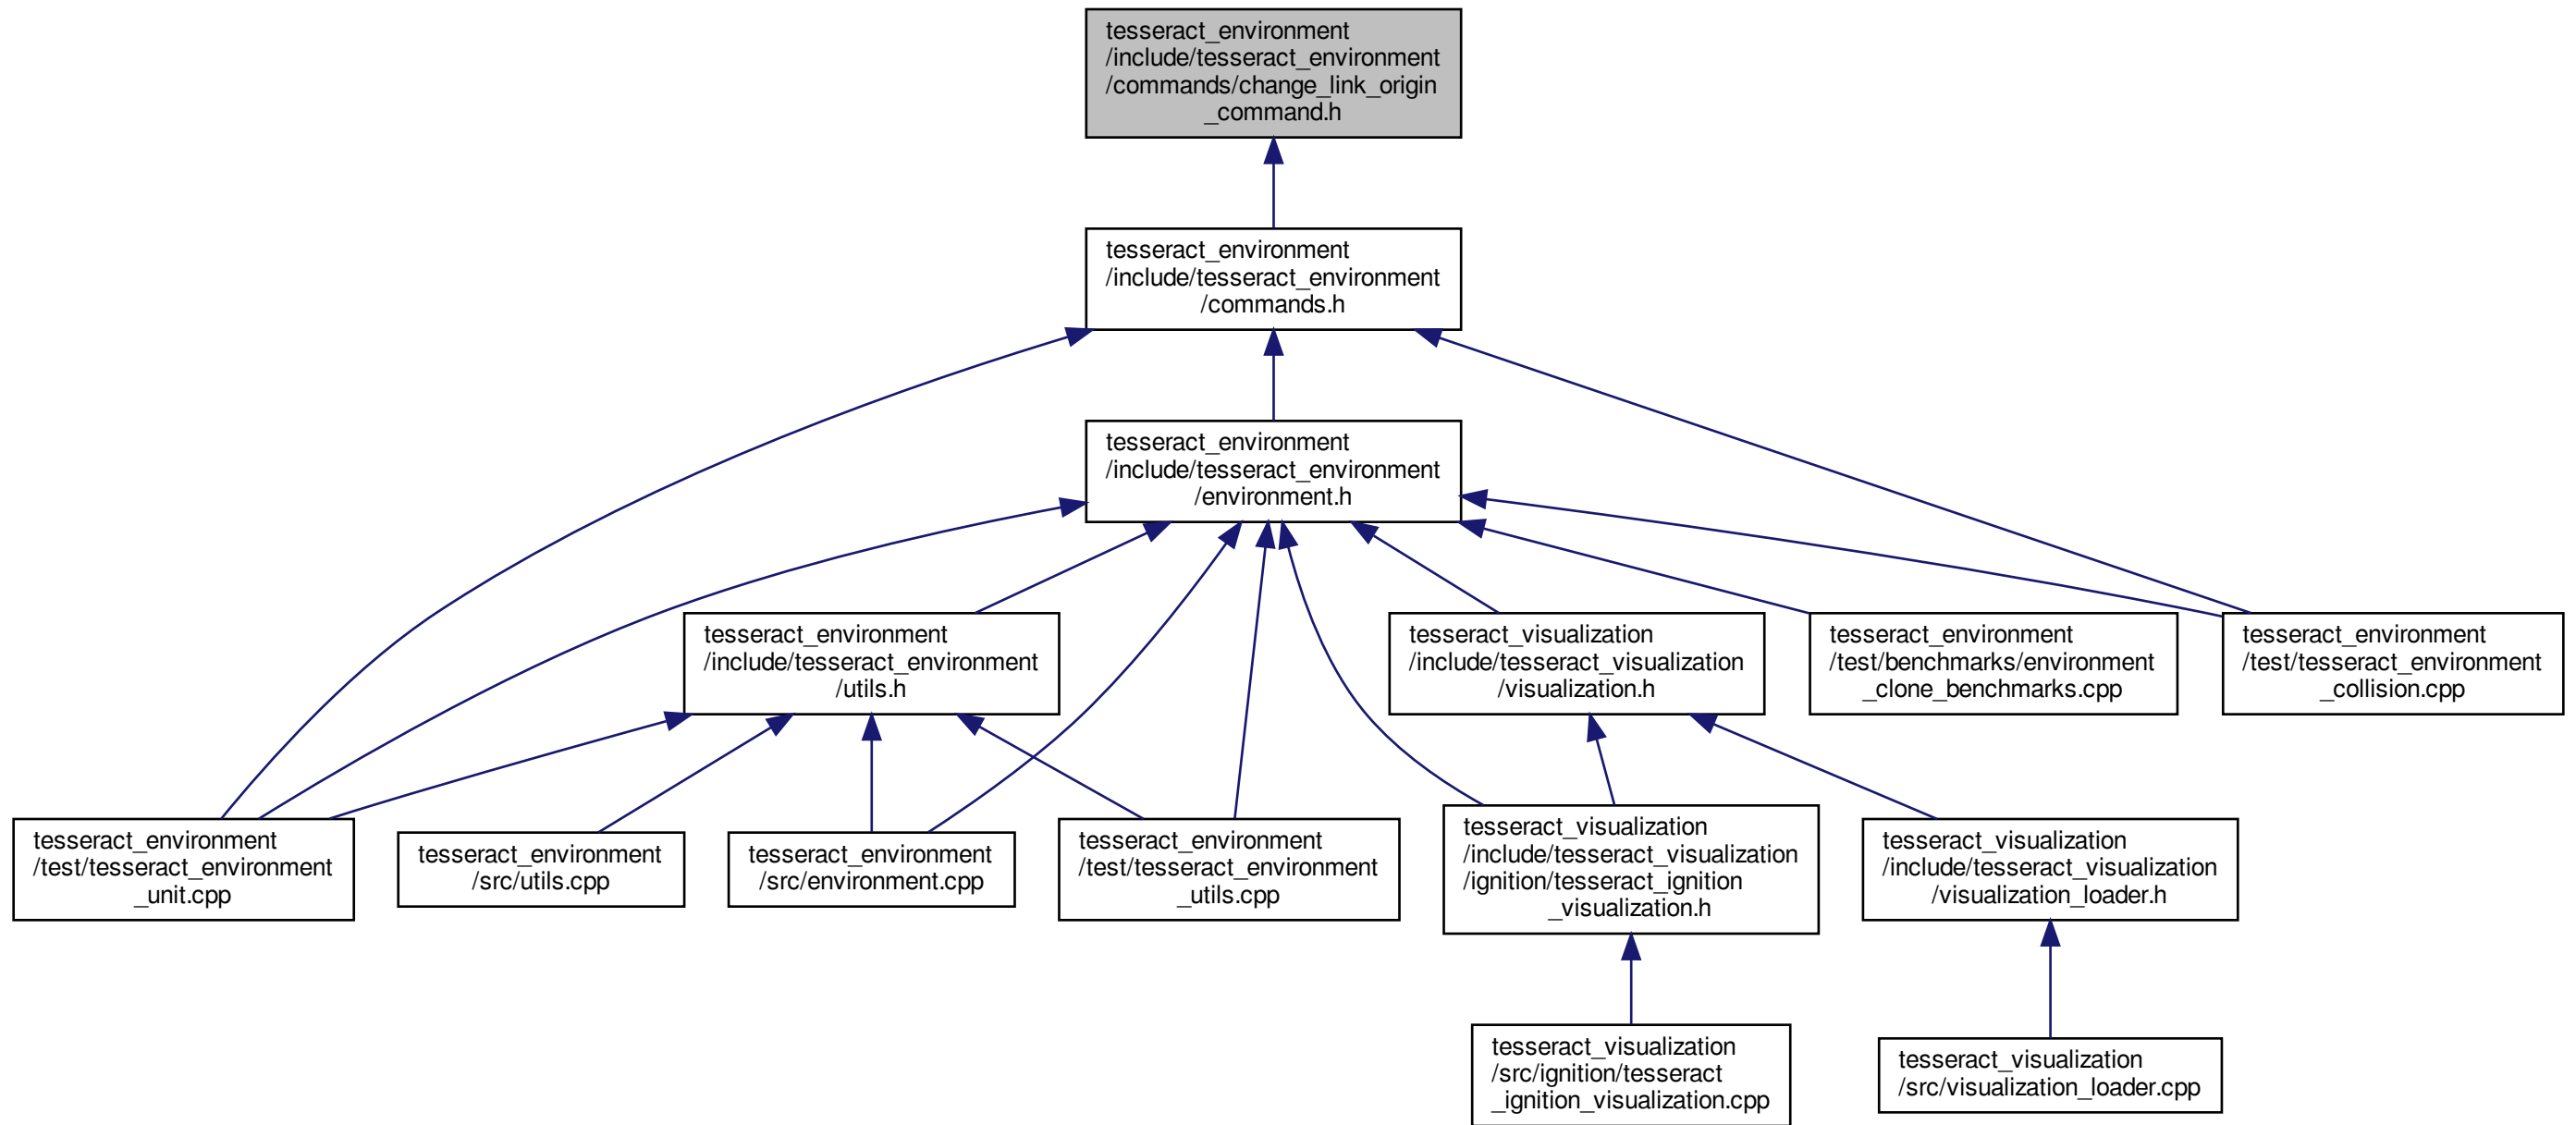 tesseract_environment
/include/tesseract_environment
/commands/change_link_origin
_command.h
tesseract_environment
/include/tesseract_environment
/commands.h
tesseract_environment
/include/tesseract_environment
/environment.h
tesseract_environment
/include/tesseract_environment
/utils.h
tesseract_visualization
/include/tesseract_visualization
/visualization.h
tesseract_environment
/test/benchmarks/environment
_clone_benchmarks.cpp
tesseract_environment
/test/tesseract_environment
_collision.cpp
tesseract_environment
/test/tesseract_environment
_unit.cpp
tesseract_environment
/src/utils.cpp
tesseract_environment
/src/environment.cpp
tesseract_environment
/test/tesseract_environment
_utils.cpp
tesseract_visualization
/include/tesseract_visualization
/ignition/tesseract_ignition
_visualization.h
tesseract_visualization
/include/tesseract_visualization
/visualization_loader.h
tesseract_visualization
/src/ignition/tesseract
_ignition_visualization.cpp
tesseract_visualization
/src/visualization_loader.cpp